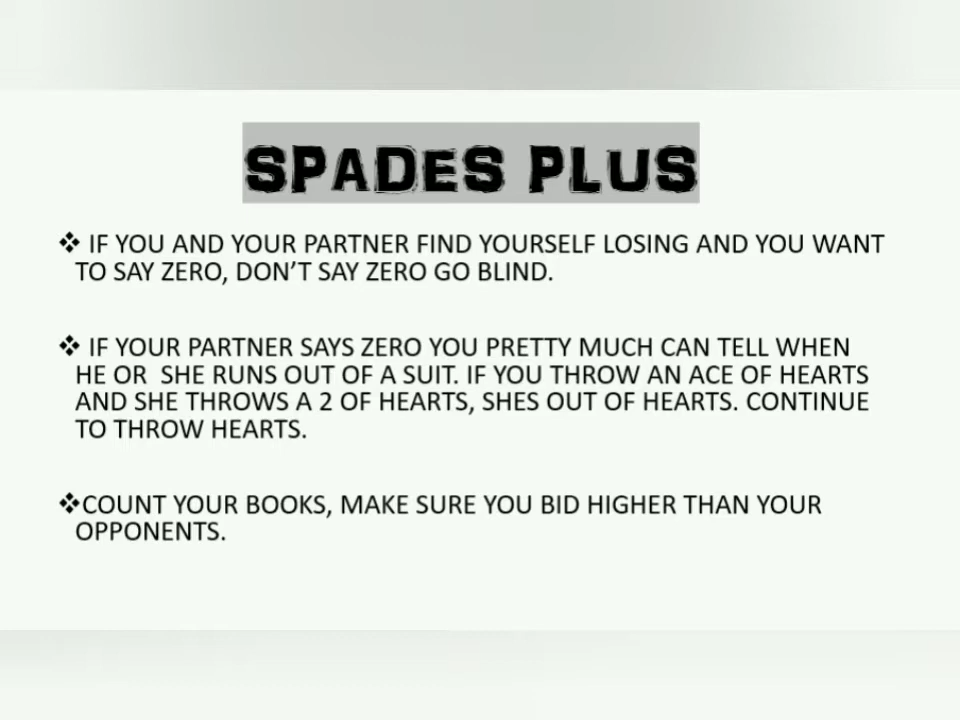 SPADES PLUS
❖ IF YOU AND YOUR PARTNER FIND YOURSELF LOSING AND YOU WANT
TO SAY ZERO, DON'T SAY ZERO GO BLIND.
❖ IF YOUR PARTNER SAYS ZERO YOU PRETTY MUCH CAN TELL WHEN
HE OR  SHE RUNS OUT OF A SUIT. IF YOU THROW AN ACE OF HEARTS
AND SHE THROWS A 2 OF HEARTS, SHES OUT OF HEARTS. CONTINUE
TO THROW HEARTS.
❖COUNT YOUR BOOKS, MAKE SURE YOU BID HIGHER THAN YOUR
OPPONENTS.